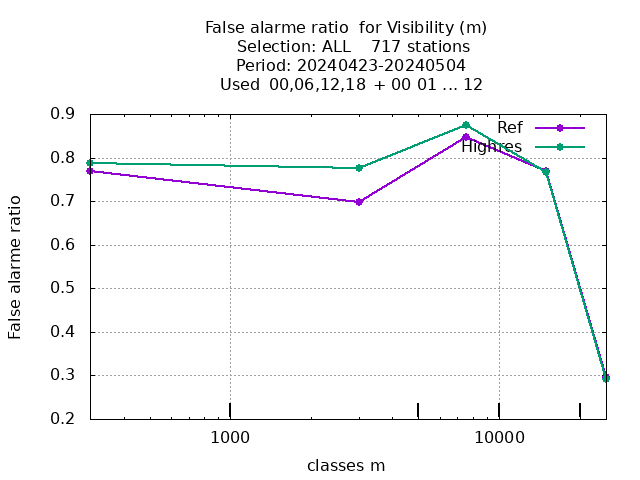 False alarme ratio  for Visibility (m)
Selection: ALL    717 stations
Period: 20240423-20240504
Used  00,06,12,18  + 00 01 ... 12
0.9
0.8
0.7
0.6
0.5
0.4
0.3
0.2
False alarme ratio
Ref
Highres
1000
10000
classes m